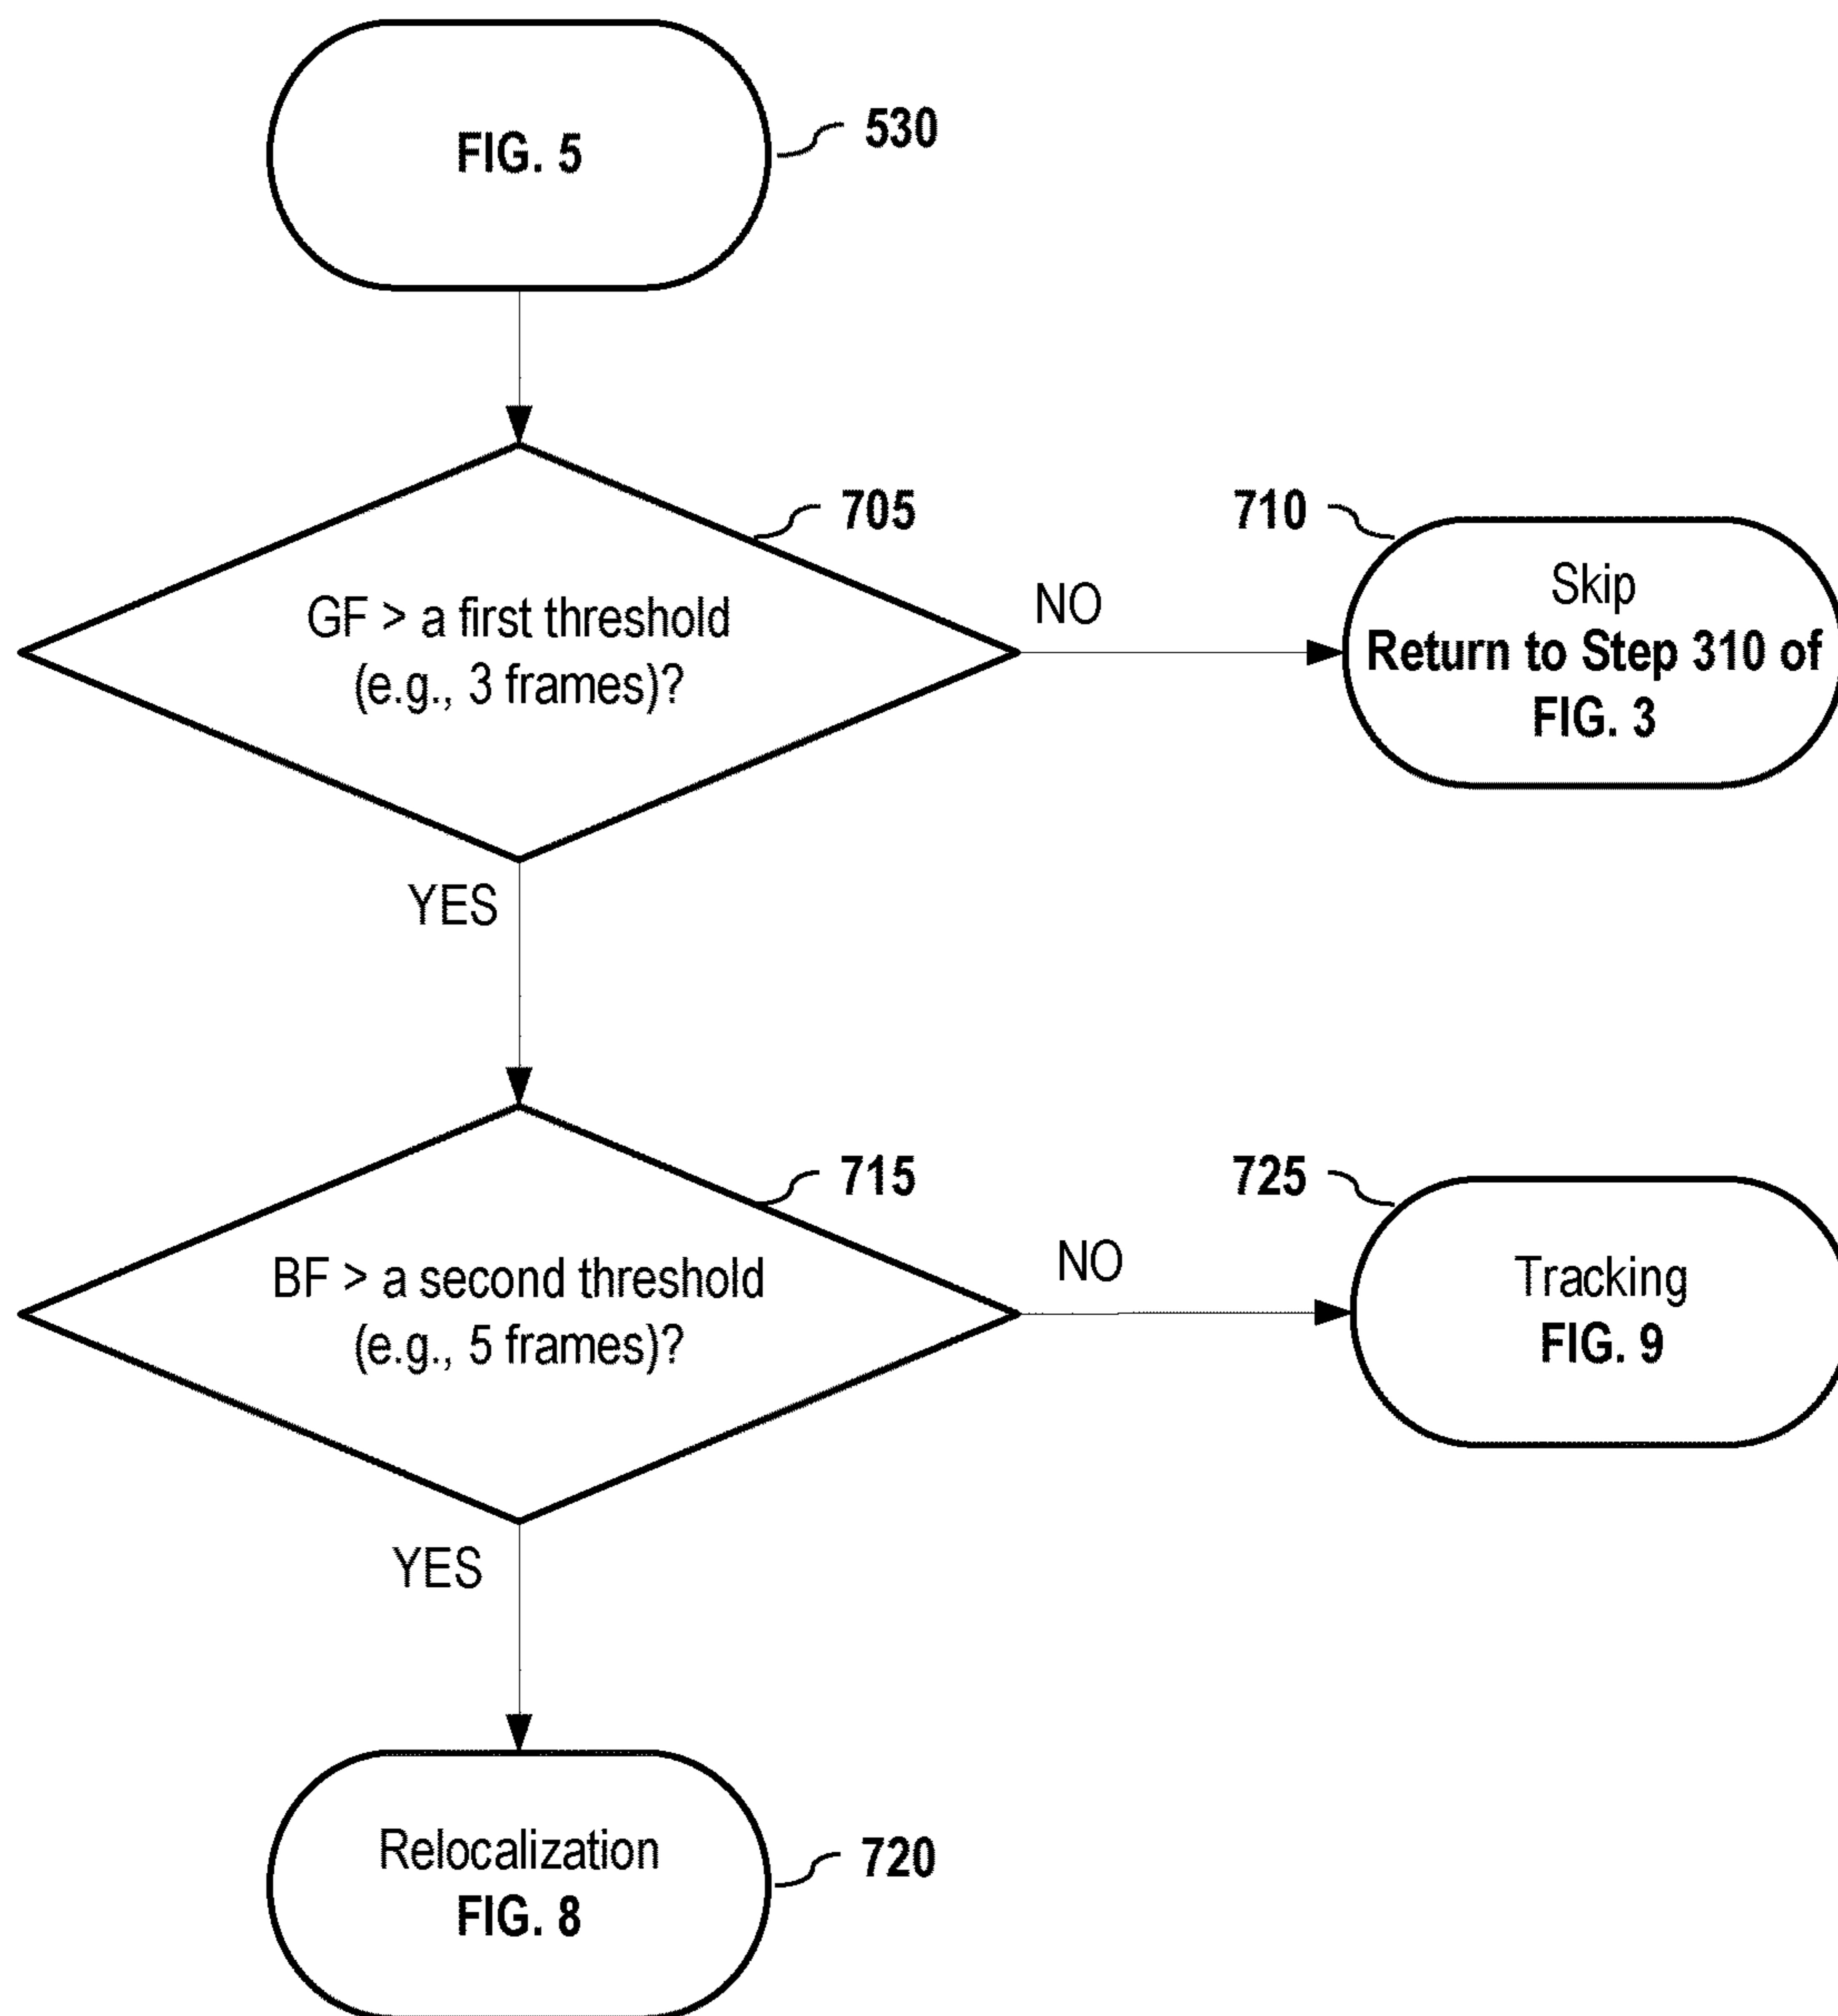 FIG. 5
530
705
GF > a first threshold
(e.g., 3 frames)?
NO
710
Skip
Return to Step 310 of
FIG. 3
YES
715
BF > a second threshold
(e.g., 5 frames)?
NO
725
Tracking
FIG. 9
YES
Relocalization
FIG. 8
720